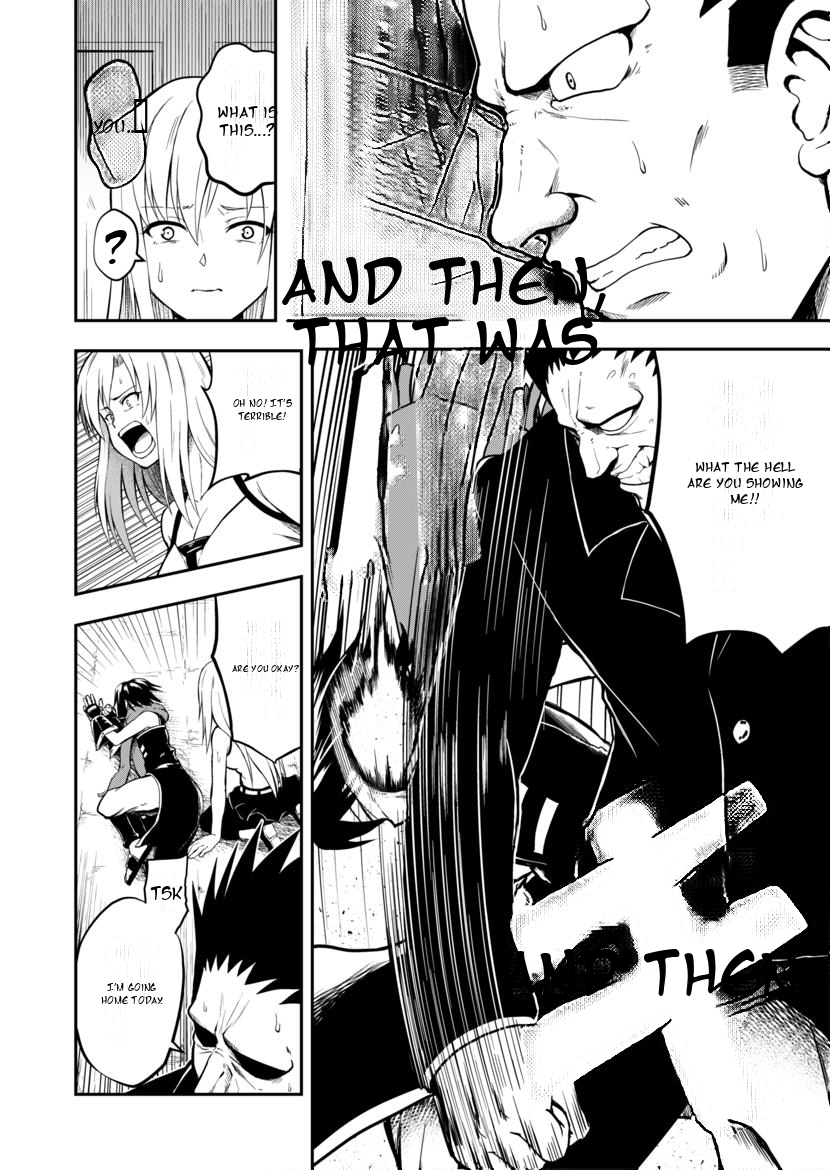 AND THEN,
THAT WAS
WHAT IS
THIS...?
YOU...
?
WHAT THE HELL
ARE YOU SHOWING
ME!!
THEN
OH NO! IT'S
TERRIBLE!
ARE YOU OKAY?
TSK
I'M GOING
HOME TODAY.